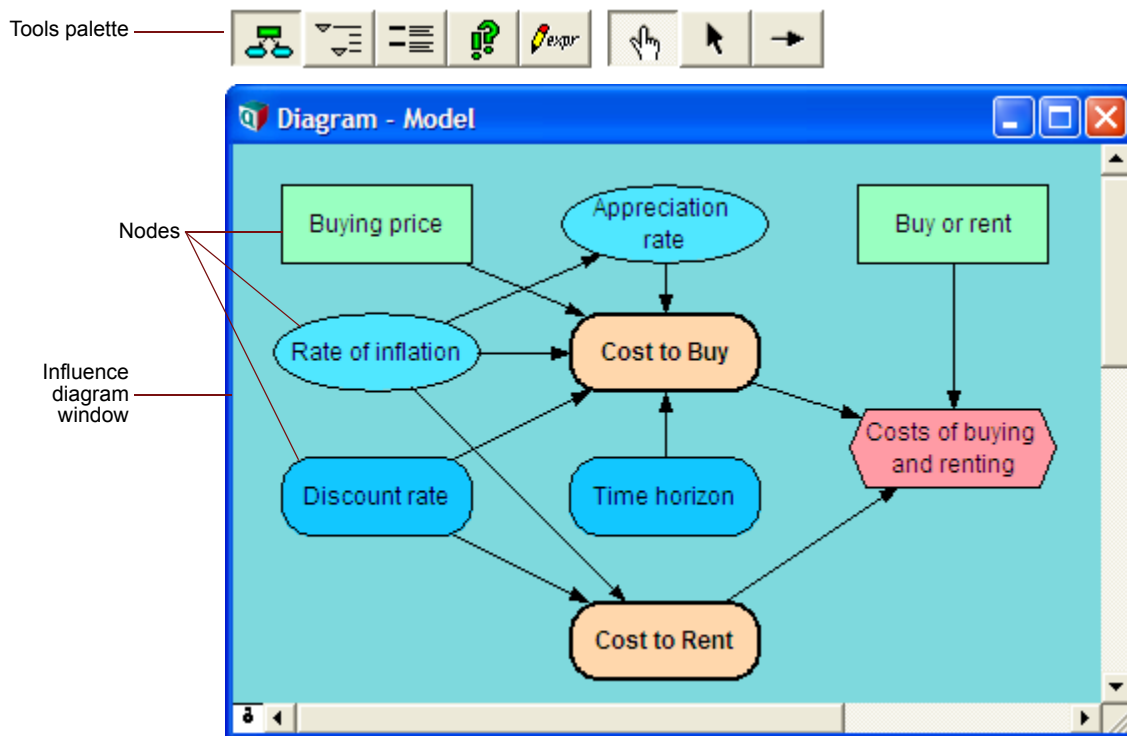 Tools palette
expr
Diagram - Model
Nodes
Buying price
Appreciation
rate
Buy or rent
Rate of inflation
Cost to Buy
Influence
diagram
window
Costs of buying
and renting
Discount rate
Time horizon
Cost to Rent